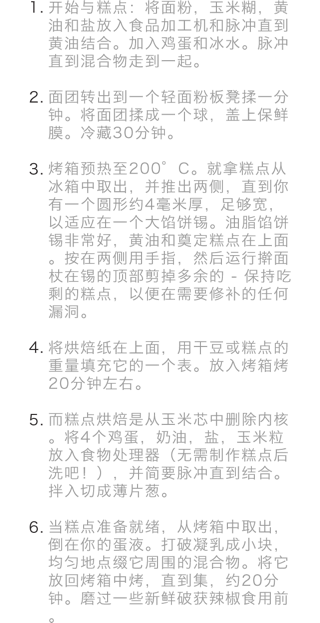 1. 开始与糕点：将面粉，玉米糊，黄
油和盐放入食品加工机和脉冲直到
黄油结合。加入鸡蛋和冰水。脉冲
直到混合物走到一起。
2. 面团转出到一个轻面粉板凳揉一分
钟。将面团揉成一个球，盖上保鲜
膜。冷藏30分钟。
3. 烤箱预热至200°C。就拿糕点从
冰箱中取出，并推出两侧，直到你
有一个圆形约4毫米厚，足够宽，
以适应在一个大馅饼锡。油脂馅饼
锡非常好，黄油和奠定糕点在上面
。按在两侧用手指，然后运行擀面
杖在锡的顶部剪掉多余的 - 保持吃
剩的糕点，以便在需要修补的任何
漏洞。
4. 将烘焙纸在上面，用干豆或糕点的
重量填充它的一个表。放入烤箱烤
20分钟左右。
5. 而糕点烘焙是从玉米芯中删除内核
。将4个鸡蛋，奶油，盐，玉米粒
放入食物处理器（无需制作糕点后
洗吧！），并简要脉冲直到结合。
拌入切成薄片葱。
6. 当糕点准备就绪，从烤箱中取出，
倒在你的蛋液。打破凝乳成小块，
均匀地点缀它周围的混合物。将它
放回烤箱中烤，直到集，约20分
钟。磨过一些新鲜破获辣椒食用前
。